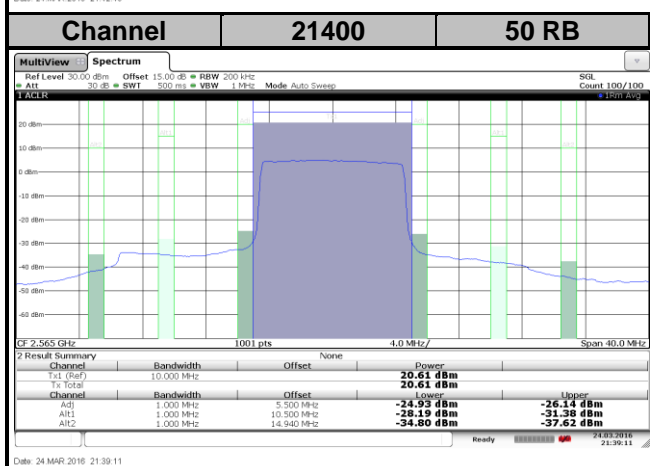 Channel 21400 50 RB
MultiView Spectrum
Ref Level 30.00 dBm Offset 15.00 dB RBW 200 kHz SGL
Att 30 dB SWT 500 ms VBW 1 MHz Mode Auto Sweep Count 100/100
1 ACLR 1Rm Avg
20 dBm
10 dBm
0 dBm
-10 dBm
-20 dBm
-30 dBm
-40 dBm
-50 dBm
-60 dBm
CF 2.565 GHz 1001 pts 4.0 MHz/ Span 40.0 MHz
2 Result Summary None
Channel Bandwidth Offset Power
Tx1 (Ref) 10.000 MHz 20.61 dBm
Tx Total 20.61 dBm
Channel Bandwidth Offset Lower Upper
Adj 1.000 MHz 5.500 MHz -24.93 dBm -26.14 dBm
Alt1 1.000 MHz 10.500 MHz -28.19 dBm -31.38 dBm
Alt2 1.000 MHz 14.940 MHz -34.80 dBm -37.62 dBm
Ready 24.03.2016
21:39:11
Date: 24.MAR.2016 21:39:11